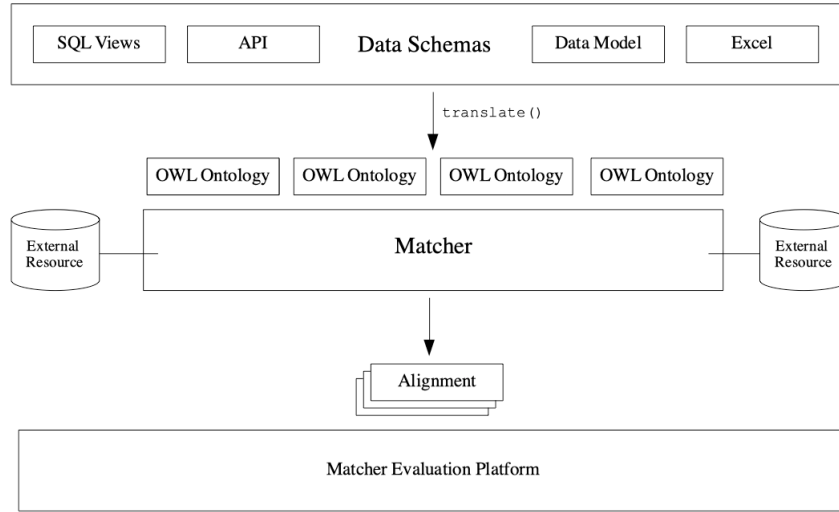 SQL Views
API
Data Schemas
Data Model
Excel
translate()
OWL Ontology
OWL Ontology
OWL Ontology
OWL Ontology
External
Resource
Matcher
External
Resource
Alignment
Matcher Evaluation Platform